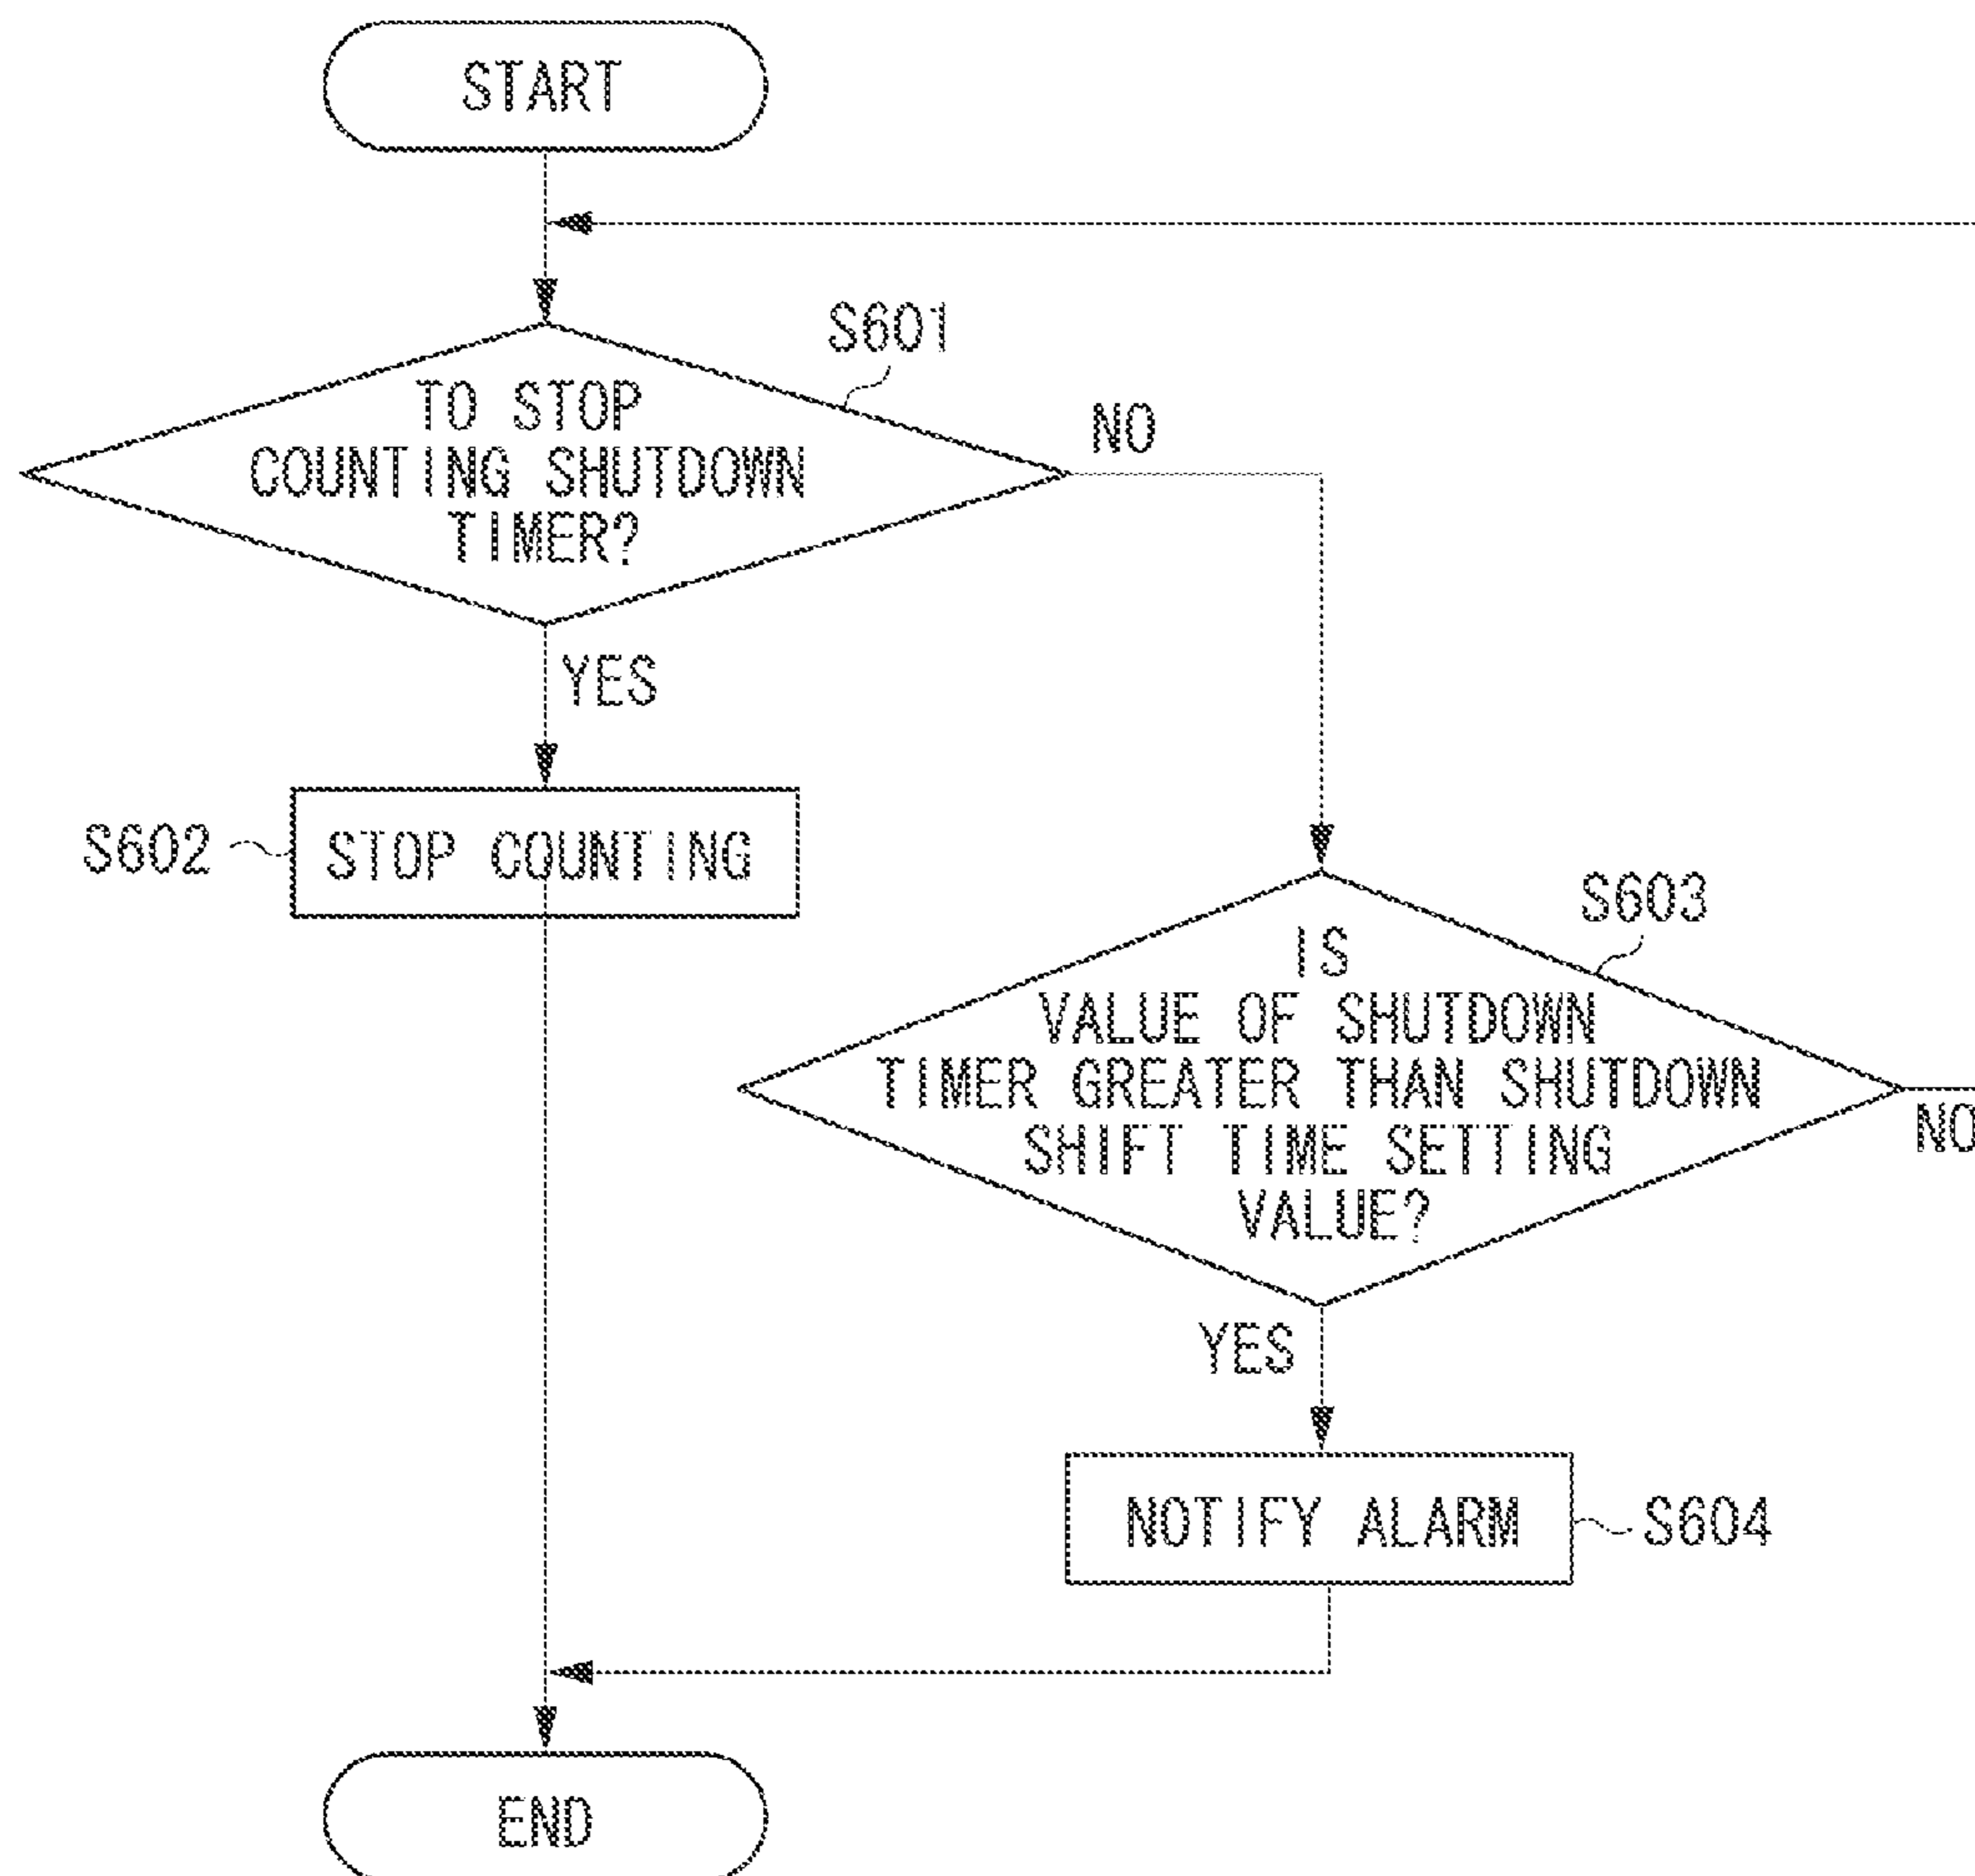 START
S601
TO STOP
COUNTING SHUTDOWN
TIMER?
NO
YES
S602
STOP COUNTING
S603
IS
VALUE OF SHUTDOWN
TIMER GREATER THAN SHUTDOWN
SHIFT TIME SETTING
VALUE?
NO
YES
NOTIFY ALARM
S604
END